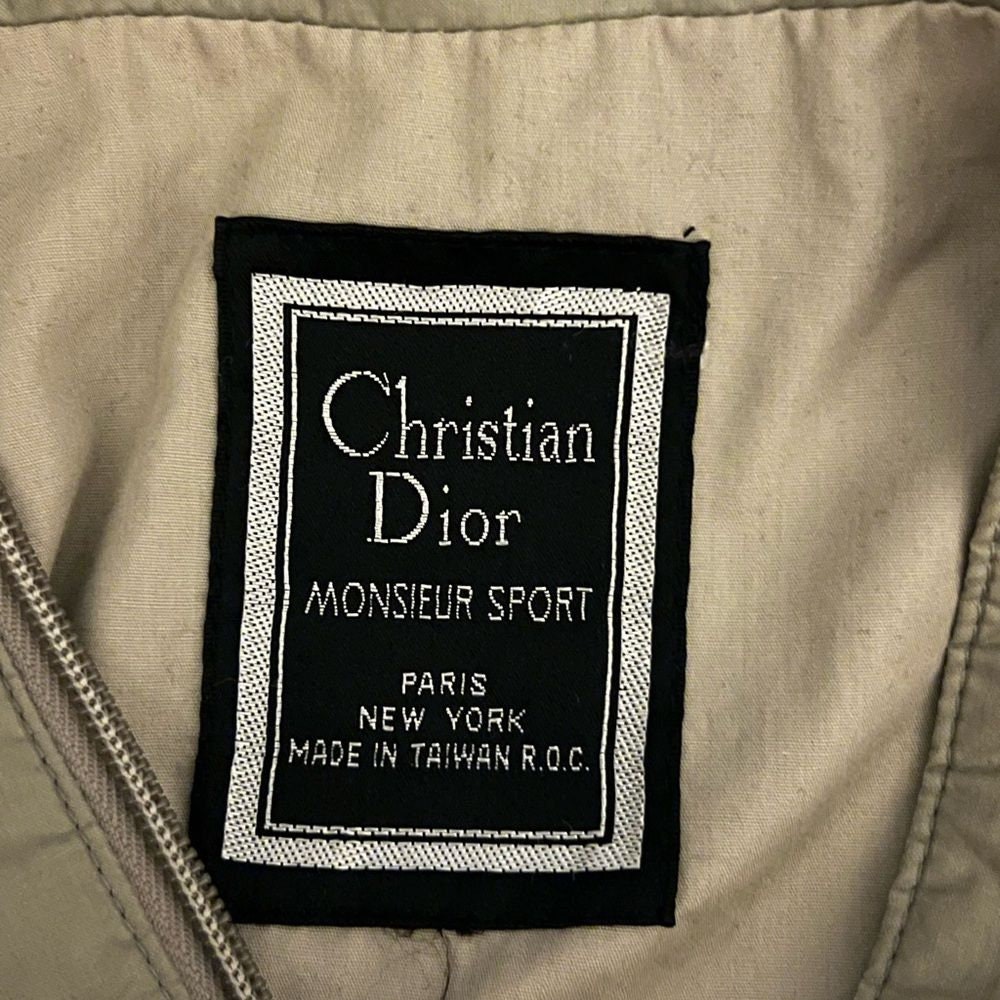 Christian
Dior
MONSIEUR SPORT
PARIS
NEW YORK
MADE IN TAIWAN R.O.C.